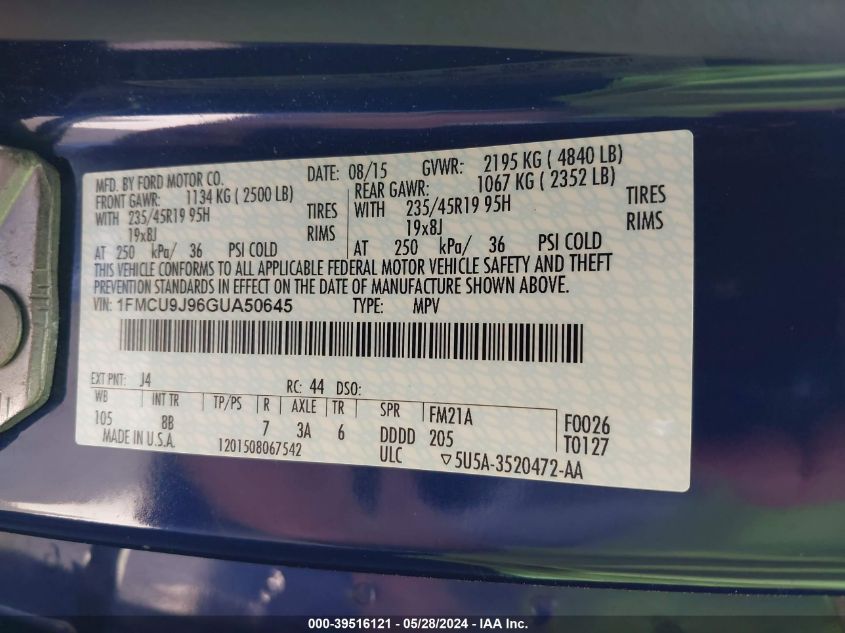 MFD. BY FORD MOTOR CO. DATE: 08/15 GVWR: 2195 KG ( 4840 LB)
FRONT GAWR: 1134 KG ( 2500 LB) REAR GAWR: 1067 KG ( 2352 LB)
WITH 235/45R19 95H TIRES WITH 235/45R19 95H TIRES
19x8J RIMS 19x8J RIMS
AT 250 kPa/ 36 PSI COLD AT 250 kPa/ 36 PSI COLD
THIS VEHICLE CONFORMS TO ALL APPLICABLE FEDERAL MOTOR VEHICLE SAFETY AND THEFT
PREVENTION STANDARDS IN EFFECT ON THE DATE OF MANUFACTURE SHOWN ABOVE.
VIN: 1FMCU9J96GUA50645 TYPE: MPV
EXT PNT: J4 RC: 44 DSO:
WB INT TR TP/PS R AXLE TR SPR FM21A F0026
105 8B 7 3A 6 DDDD 205 T0127
MADE IN U.S.A. 1201508067542 ULC ▽5U5A-3520472-AA
000-39516121 - 05/28/2024 - IAA Inc.